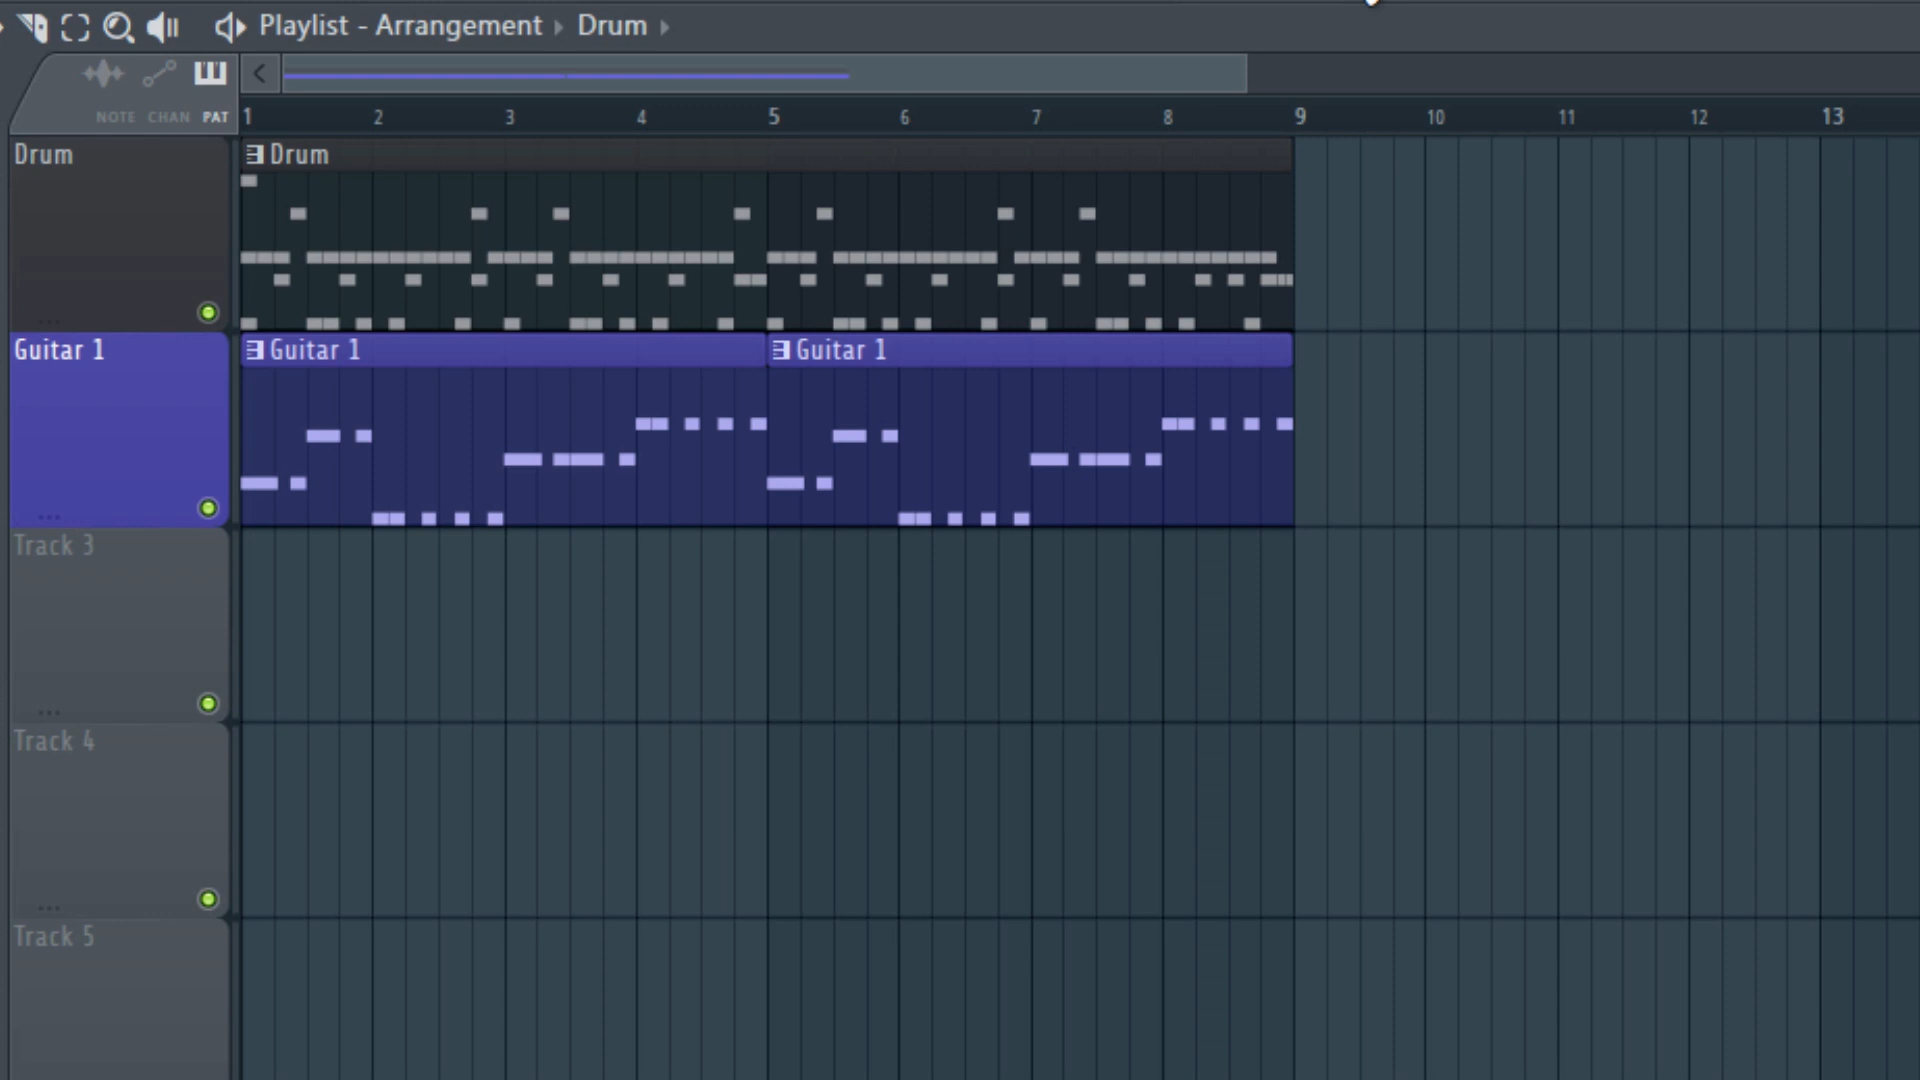 Playlist - Arrangement Drum
NOTE CHAN PAT
1 2 3 4 5 6 7 8 9 10 11 12 13
Drum
Drum
Guitar 1
Guitar 1
Guitar 1
Track 3
Track 4
Track 5